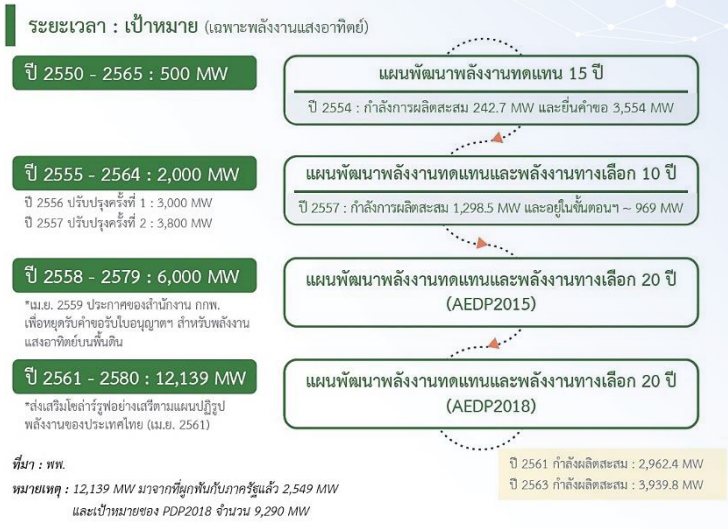 ระยะเวลา : เป้าหมาย (เฉพาะพลังงานแสงอาทิตย์)
ปี 2550 - 2565 : 500 MW
แผนพัฒนาพลังงานทดแทน 15 ปี
ปี 2554 : กำลังการผลิตสะสม 242.7 MW และยื่นคำขอ 3,554 MW
ปี 2555 - 2564 : 2,000 MW
ปี 2556 ปรับปรุงครั้งที่ 1 : 3,000 MW
ปี 2557 ปรับปรุงครั้งที่ 2 : 3,800 MW
แผนพัฒนาพลังงานทดแทนและพลังงานทางเลือก 10 ปี
ปี 2557 : กำลังการผลิตสะสม 1,298.5 MW และอยู่ในขั้นตอนฯ ~ 969 MW
ปี 2558 - 2579 : 6,000 MW
*เม.ย. 2559 ประกาศของสำนักงาน กกพ.
เพื่อหยุดรับคำขอรับใบอนุญาตฯ สำหรับพลังงาน
แสงอาทิตย์บนพื้นดิน
แผนพัฒนาพลังงานทดแทนและพลังงานทางเลือก 20 ปี
(AEDP2015)
ปี 2561 - 2580 : 12,139 MW
*ส่งเสริมโซล่าร์รูฟอย่างเสรีตามแผนปฏิรูป
พลังงานของประเทศไทย (เม.ย. 2561)
แผนพัฒนาพลังงานทดแทนและพลังงานทางเลือก 20 ปี
(AEDP2018)
ที่มา : พพ.
หมายเหตุ : 12,139 MW มาจากที่ผูกพันกับภาครัฐแล้ว 2,549 MW
และเป้าหมายของ PDP2018 จำนวน 9,290 MW
ปี 2561 กำลังผลิตสะสม : 2,962.4 MW
ปี 2563 กำลังผลิตสะสม : 3,939.8 MW